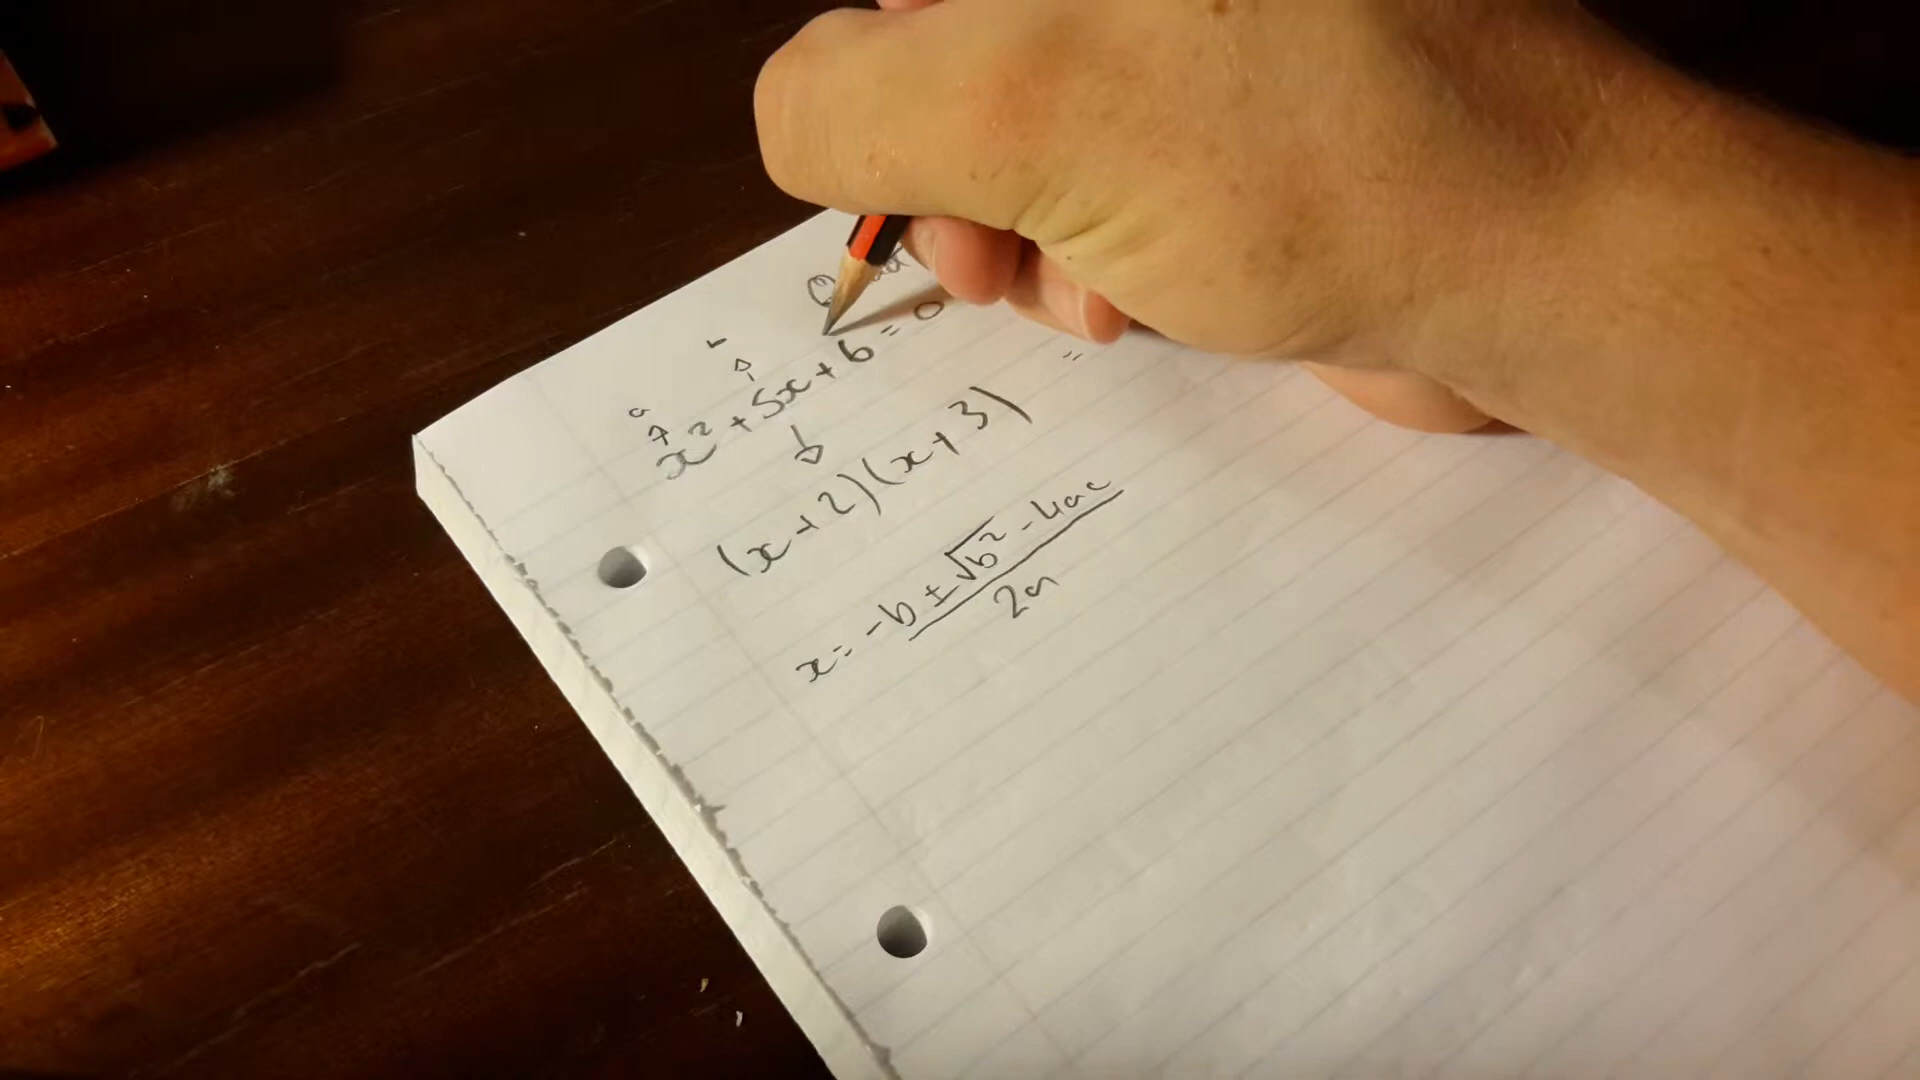 a
x² + 5x + 6 = 0
(x + 2)(x + 3)
=
x = -b ± √b² - 4ac
2a